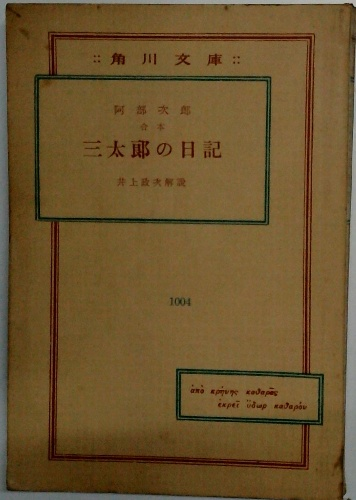 :: 角川文庫 ::
阿部次郎
合本
三太郎の日記
井上政次解説
1004
ἀπὸ κρήνης καθαρᾶς
ἐκρεῖ ὕδωρ καθαρόν